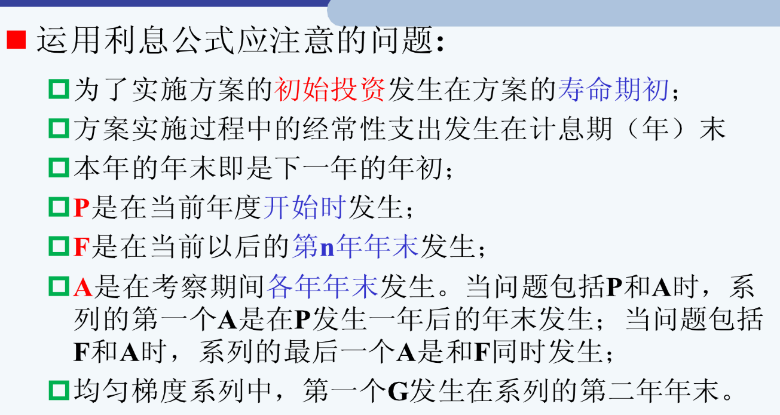 运用利息公式应注意的问题:
为了实施方案的初始投资发生在方案的寿命期初；
方案实施过程中的经常性支出发生在计息期（年）末
本年的年末即是下一年的年初；
P是在当前年度开始时发生；
F是在当前以后的第n年年末发生；
A是在考察期间各年年末发生。当问题包括P和A时，系
列的第一个A是在P发生一年后的年末发生；当问题包括
F和A时，系列的最后一个A是和F同时发生；
均匀梯度系列中，第一个G发生在系列的第二年年末。